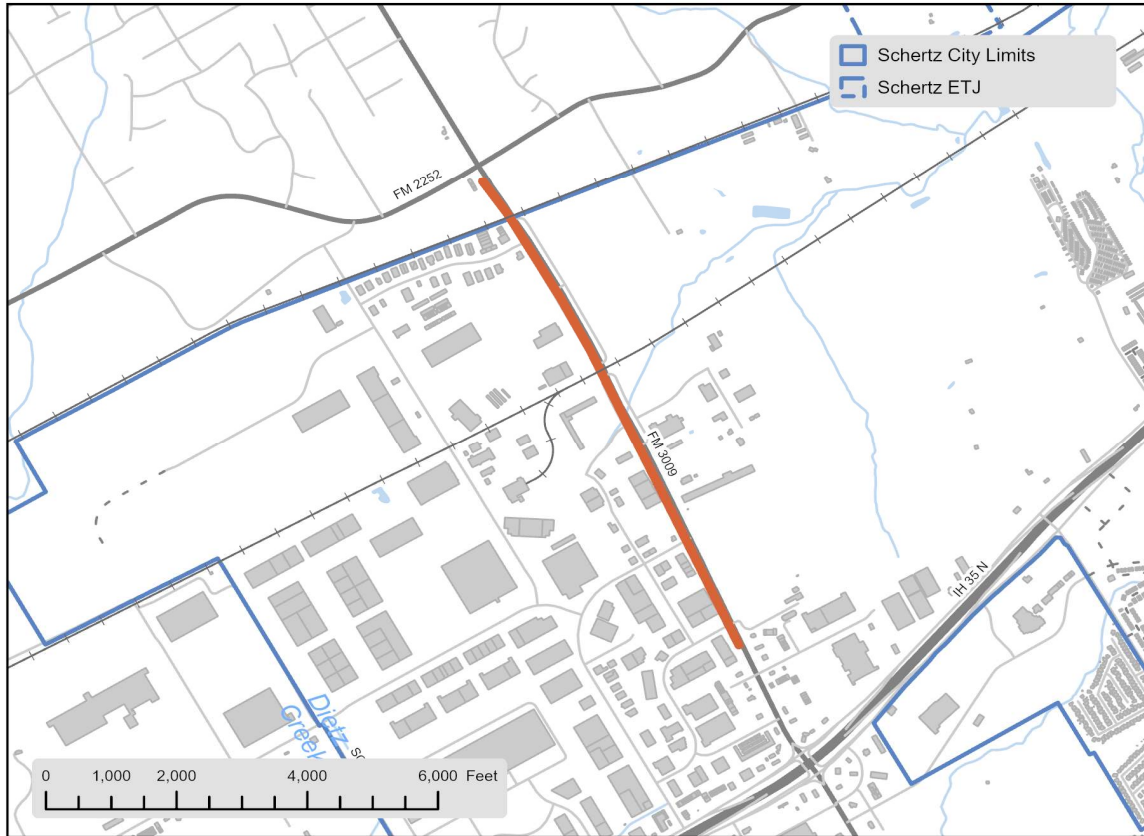 Schertz City Limits
Schertz ETJ
FM 2252
FM 3009
IH 35 N
Dietz
Creek
0 1,000 2,000 4,000 6,000 Feet